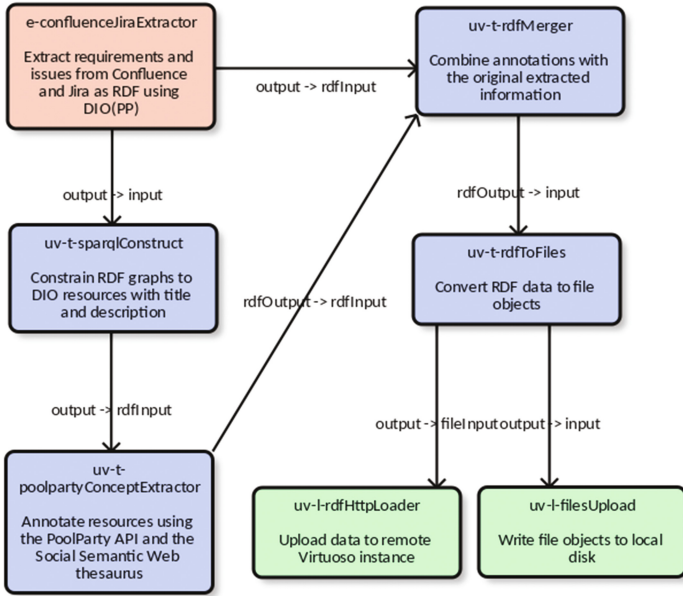 e-confluenceJiraExtractor
Extract requirements and
issues from Confluence
and Jira as RDF using
DIO(PP)
output -> rdfInput
uv-t-rdfMerger
Combine annotations with
the original extracted
information
output -> input
rdfOutput -> input
uv-t-sparqlConstruct
Constrain RDF graphs to
DIO resources with title
and description
uv-t-rdfToFiles
Convert RDF data to file
objects
rdfOutput -> rdfInput
output -> rdfInput
output -> fileInput
output -> input
uv-t-
poolpartyConceptExtractor
Annotate resources using
the PoolParty API and the
Social Semantic Web
thesaurus
uv-l-rdfHttpLoader
Upload data to remote
Virtuoso instance
uv-l-filesUpload
Write file objects to local
disk